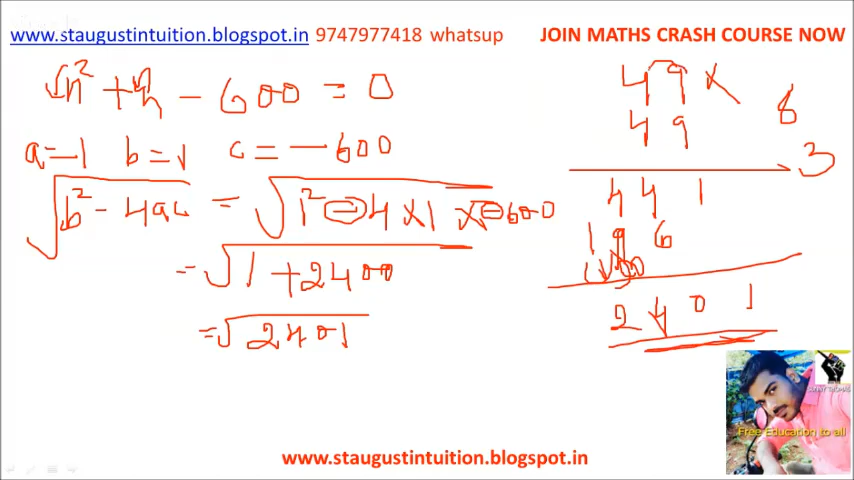 www.staugustintuition.blogspot.in 9747977418 whatsup JOIN MATHS CRASH COURSE NOW
n² + n - 600 = 0
a = 1 b = 1 c = -600
√b² - 4ac = √1² - 4 × 1 × -600
= √1 + 2400
= √2401
49 ×
49
8
3
441
196
2401
Free Education to all
www.staugustintuition.blogspot.in